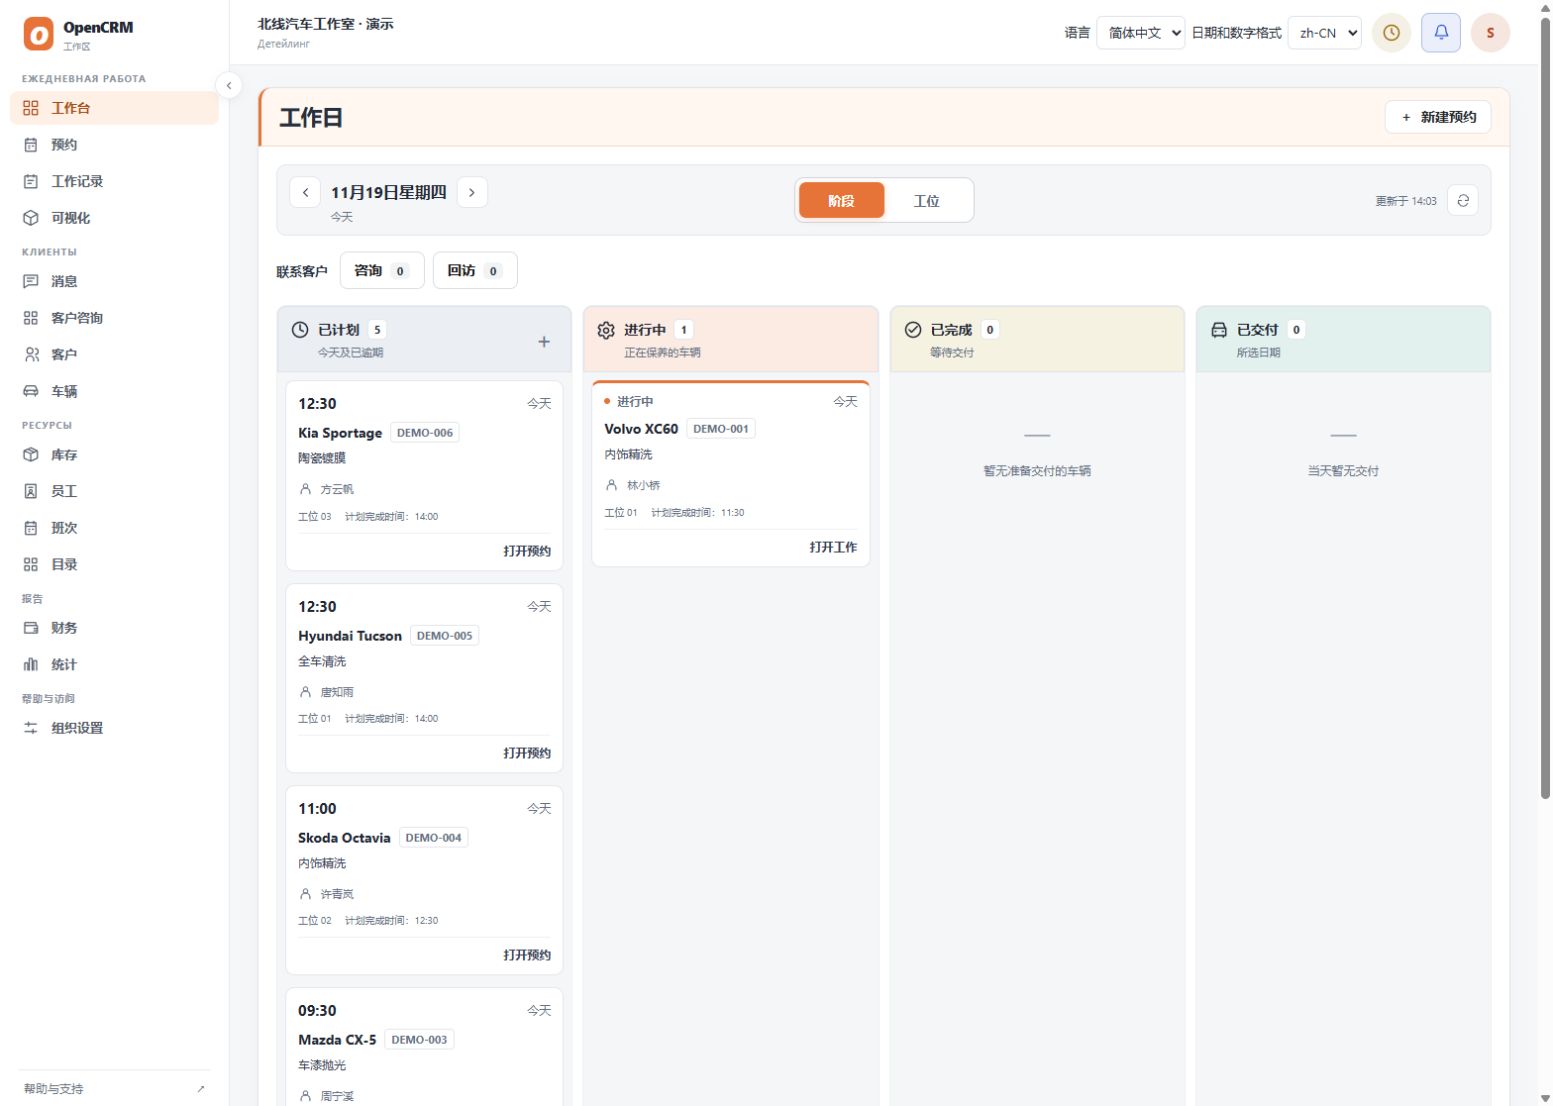 OpenCRM
工作区
ЕЖЕДНЕВНАЯ РАБОТА
工作台
预约
工作记录
可视化
КЛИЕНТЫ
消息
客户咨询
客户
车辆
РЕСУРСЫ
库存
员工
班次
目录
报告
财务
统计
帮助与访问
组织设置
帮助与支持
北线汽车工作室 · 演示
Детейлинг
语言 简体中文 日期和数字格式 zh-CN S
工作日
+ 新建预约
11月19日星期四
今天
阶段 工位
更新于 14:03
联系客户 咨询 0 回访 0
已计划 5
今天及已逾期
12:30 今天
Kia Sportage DEMO-006
陶瓷镀膜
方云帆
工位 03 计划完成时间：14:00
打开预约
12:30 今天
Hyundai Tucson DEMO-005
全车清洗
唐知雨
工位 01 计划完成时间：14:00
打开预约
11:00 今天
Skoda Octavia DEMO-004
内饰精洗
许青岚
工位 02 计划完成时间：12:30
打开预约
09:30 今天
Mazda CX-5 DEMO-003
车漆抛光
周宁溪
进行中 1
正在保养的车辆
进行中 今天
Volvo XC60 DEMO-001
内饰精洗
林小桥
工位 01 计划完成时间：11:30
打开工作
已完成 0
等待交付
暂无准备交付的车辆
已交付 0
所选日期
当天暂无交付